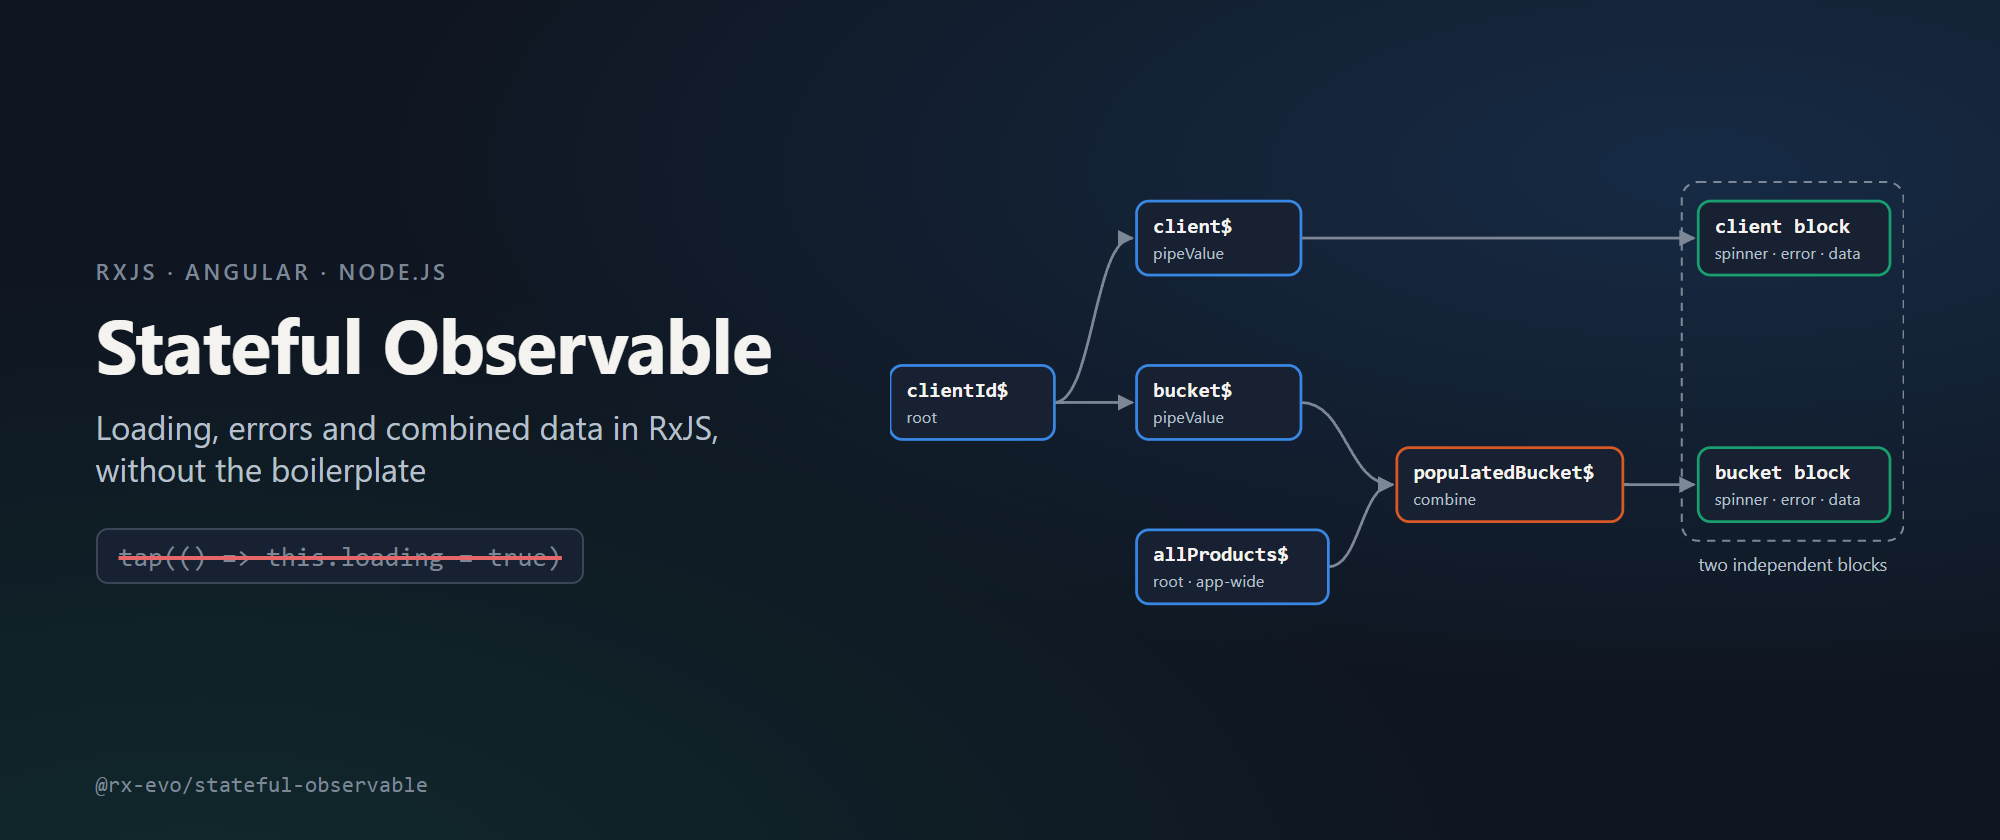 RXJS · ANGULAR · NODE.JS
Stateful Observable
Loading, errors and combined data in RxJS,
without the boilerplate
tap(() => this.loading = true)
@rx-evo/stateful-observable
clientId$
root
client$
pipeValue
bucket$
pipeValue
allProducts$
root · app-wide
populatedBucket$
combine
client block
spinner · error · data
bucket block
spinner · error · data
two independent blocks